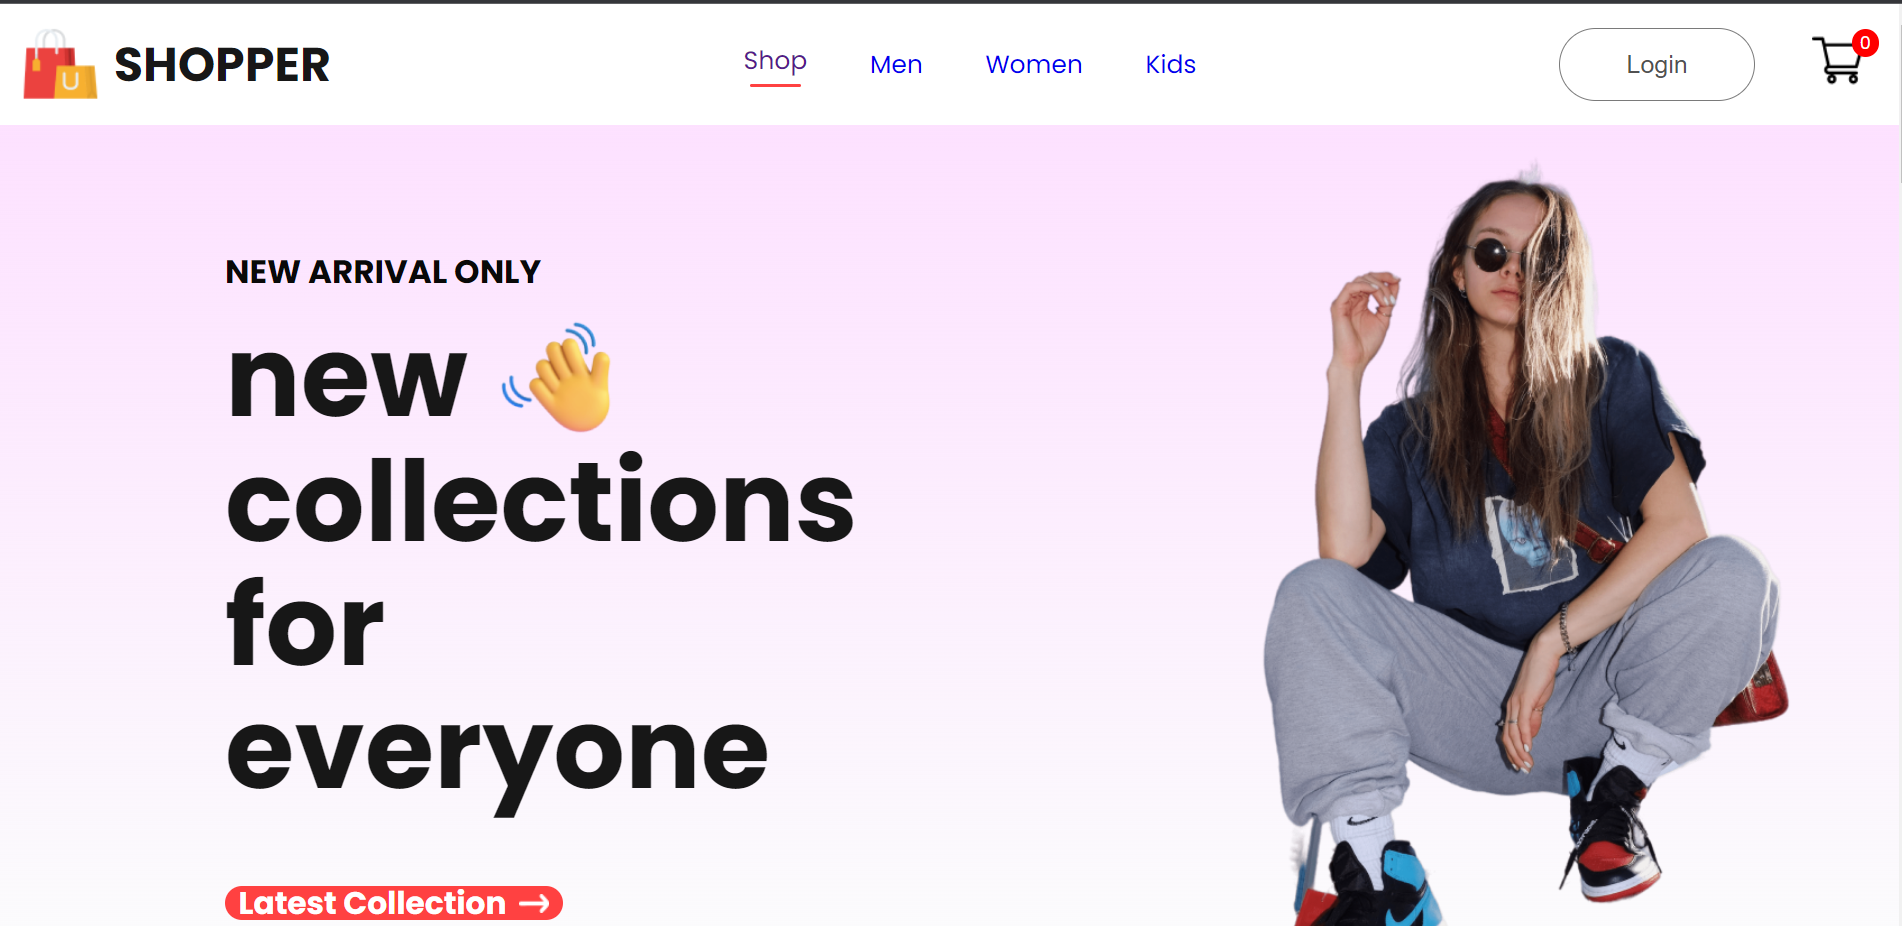 U
SHOPPER
Shop
Men
Women
Kids
Login
0
NEW ARRIVAL ONLY
new 👋
collections
for
everyone
Latest Collection →